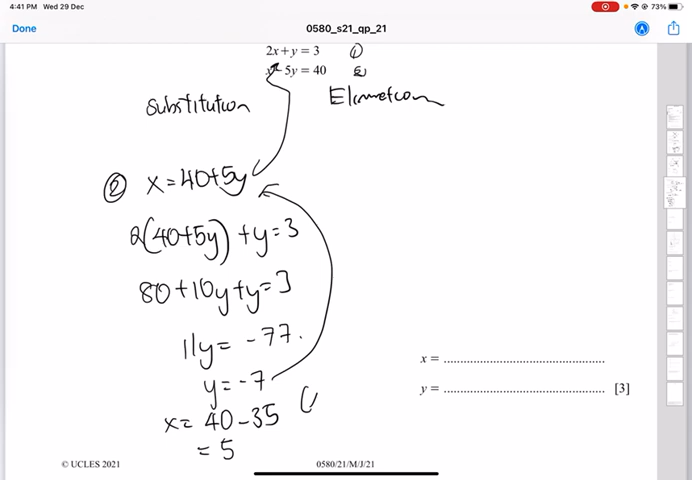 4:41 PM Wed 29 Dec
73%
Done
0580_s21_qp_21
2x + y = 3 ①
x - 5y = 40 ②
Substitution
② x = 40+5y
2(40+5y) + y = 3
80 + 10y + y = 3
11y = -77.
y = -7
x = 40 - 35
= 5
x = ................................................
y = ................................................ [3]
© UCLES 2021
0580/21/M/J/21